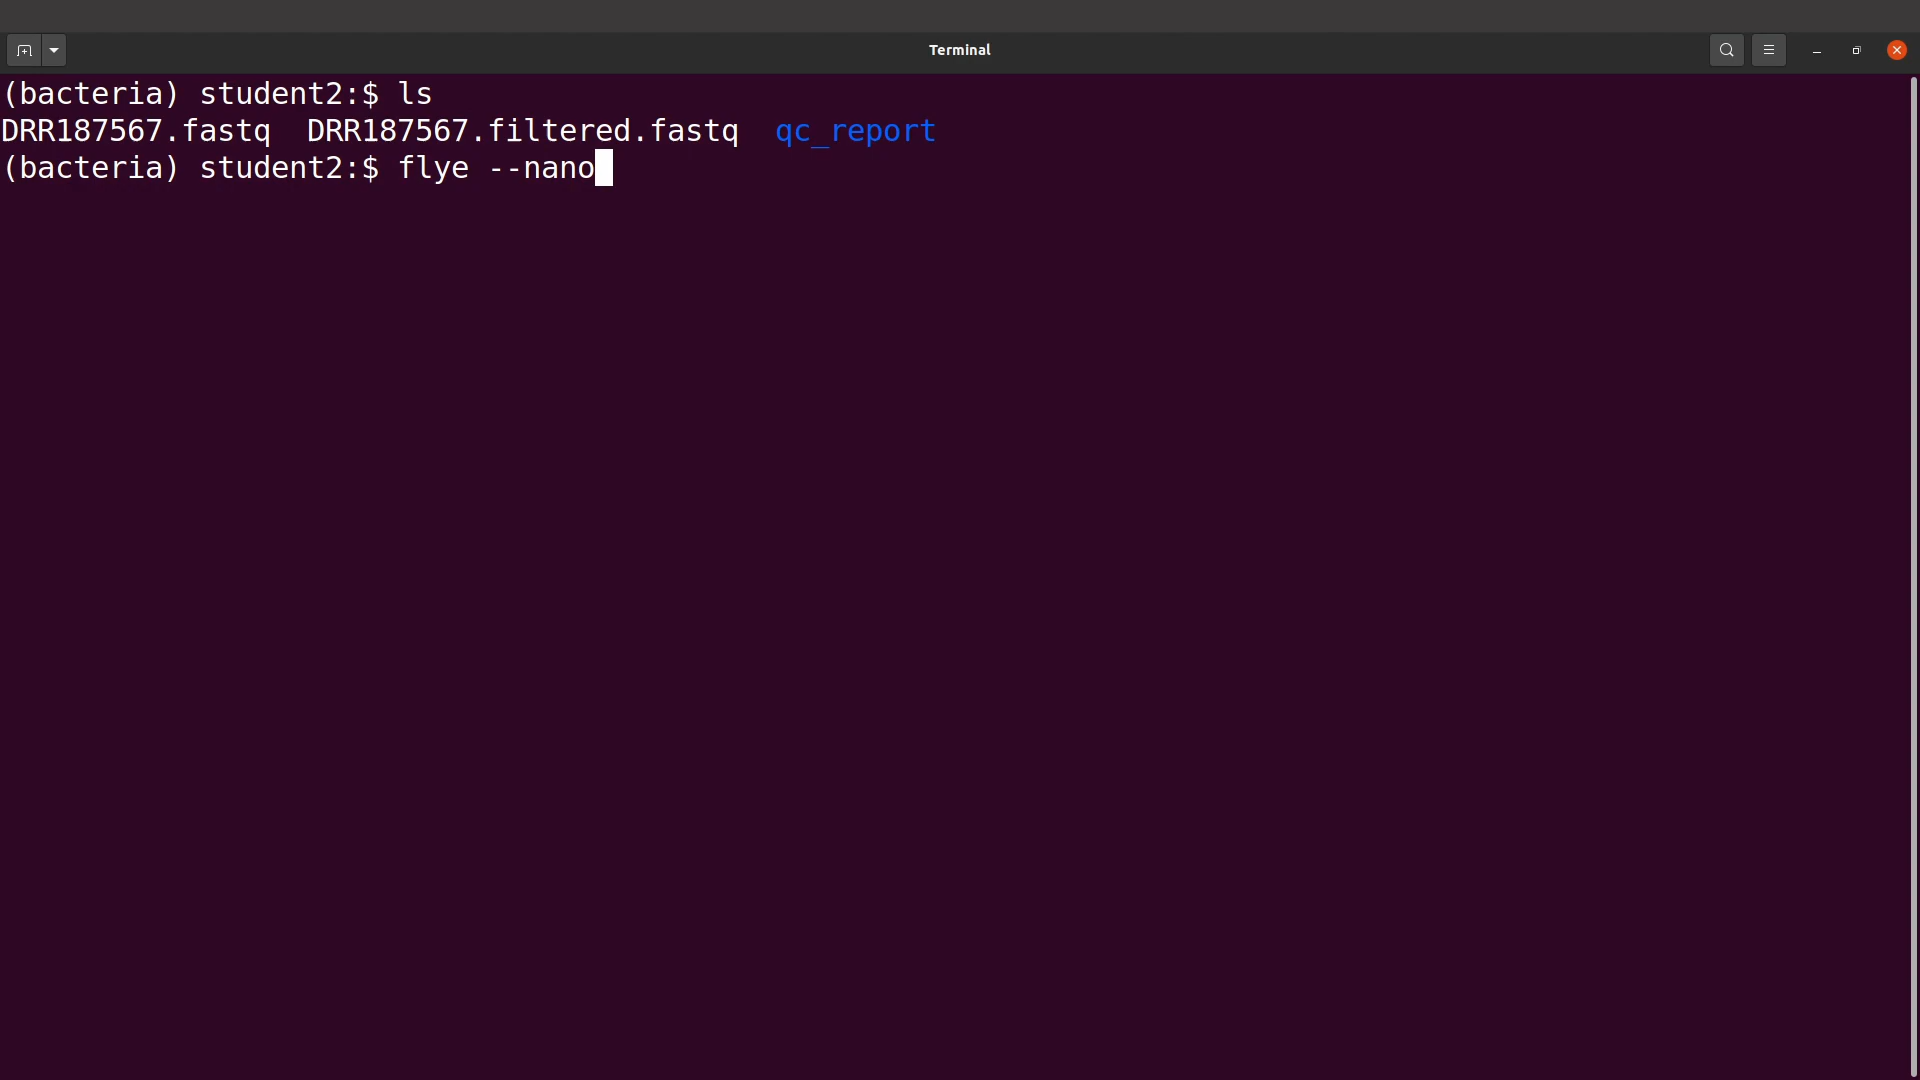 Terminal
(bacteria) student2:$ ls
DRR187567.fastq  DRR187567.filtered.fastq  qc_report
(bacteria) student2:$ flye --nano